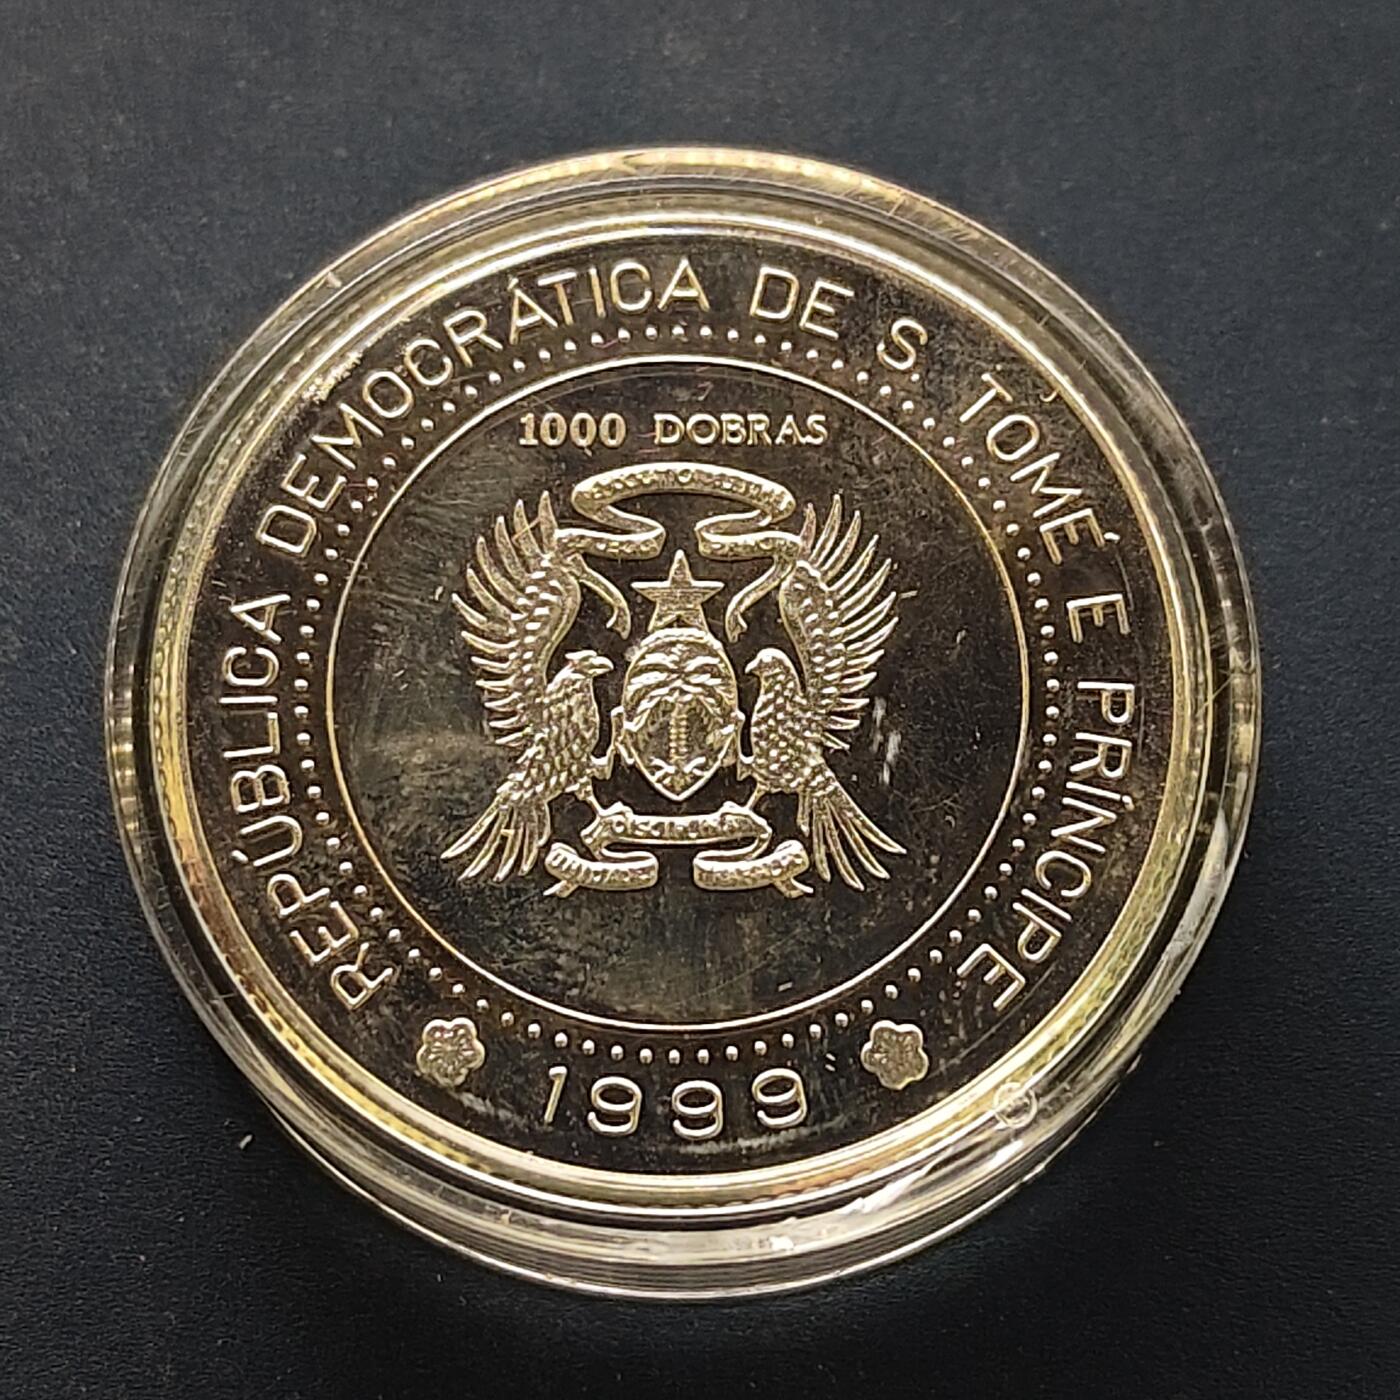 REPÚBLICA DEMOCRÁTICA DE S. TOMÉ E PRÍNCIPE
1000 DOBRAS
1999